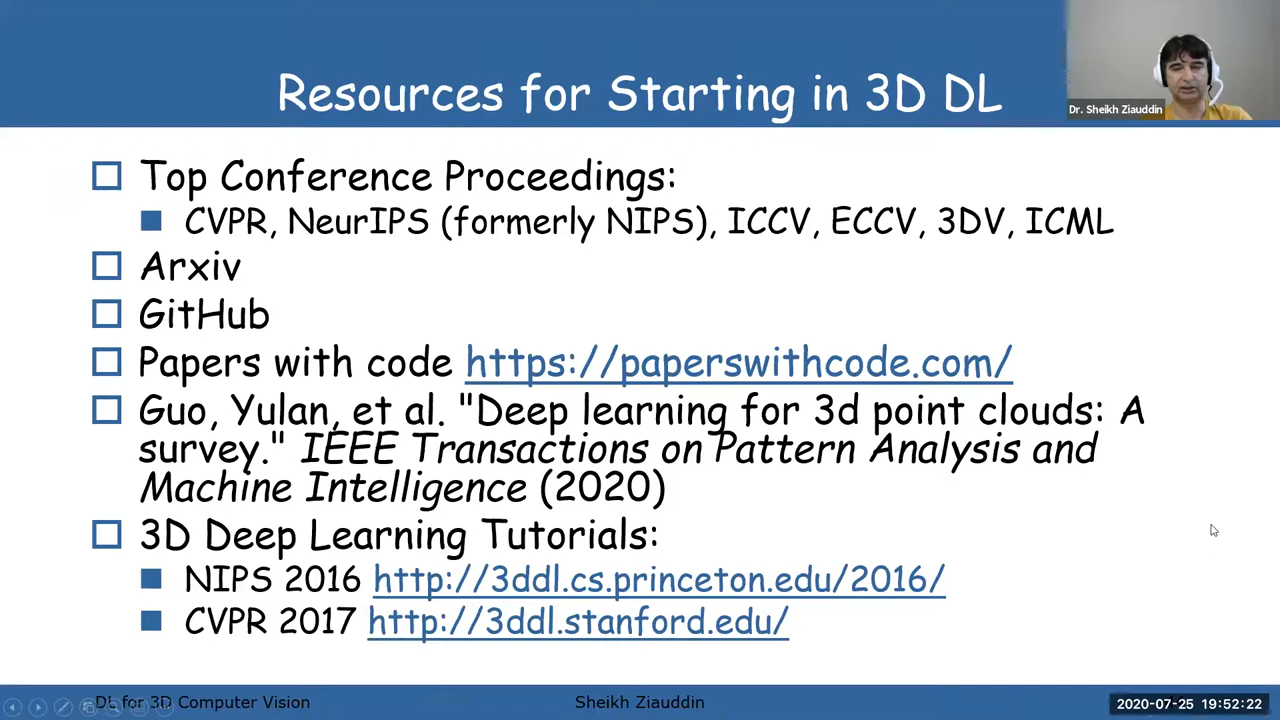 Resources for Starting in 3D DL
Dr. Sheikh Ziauddin
Top Conference Proceedings:
CVPR, NeurIPS (formerly NIPS), ICCV, ECCV, 3DV, ICML
Arxiv
GitHub
Papers with code https://paperswithcode.com/
Guo, Yulan, et al. "Deep learning for 3d point clouds: A
survey." IEEE Transactions on Pattern Analysis and
Machine Intelligence (2020)
3D Deep Learning Tutorials:
NIPS 2016 http://3ddl.cs.princeton.edu/2016/
CVPR 2017 http://3ddl.stanford.edu/
DL for 3D Computer Vision
Sheikh Ziauddin
2020-07-25 19:52:22